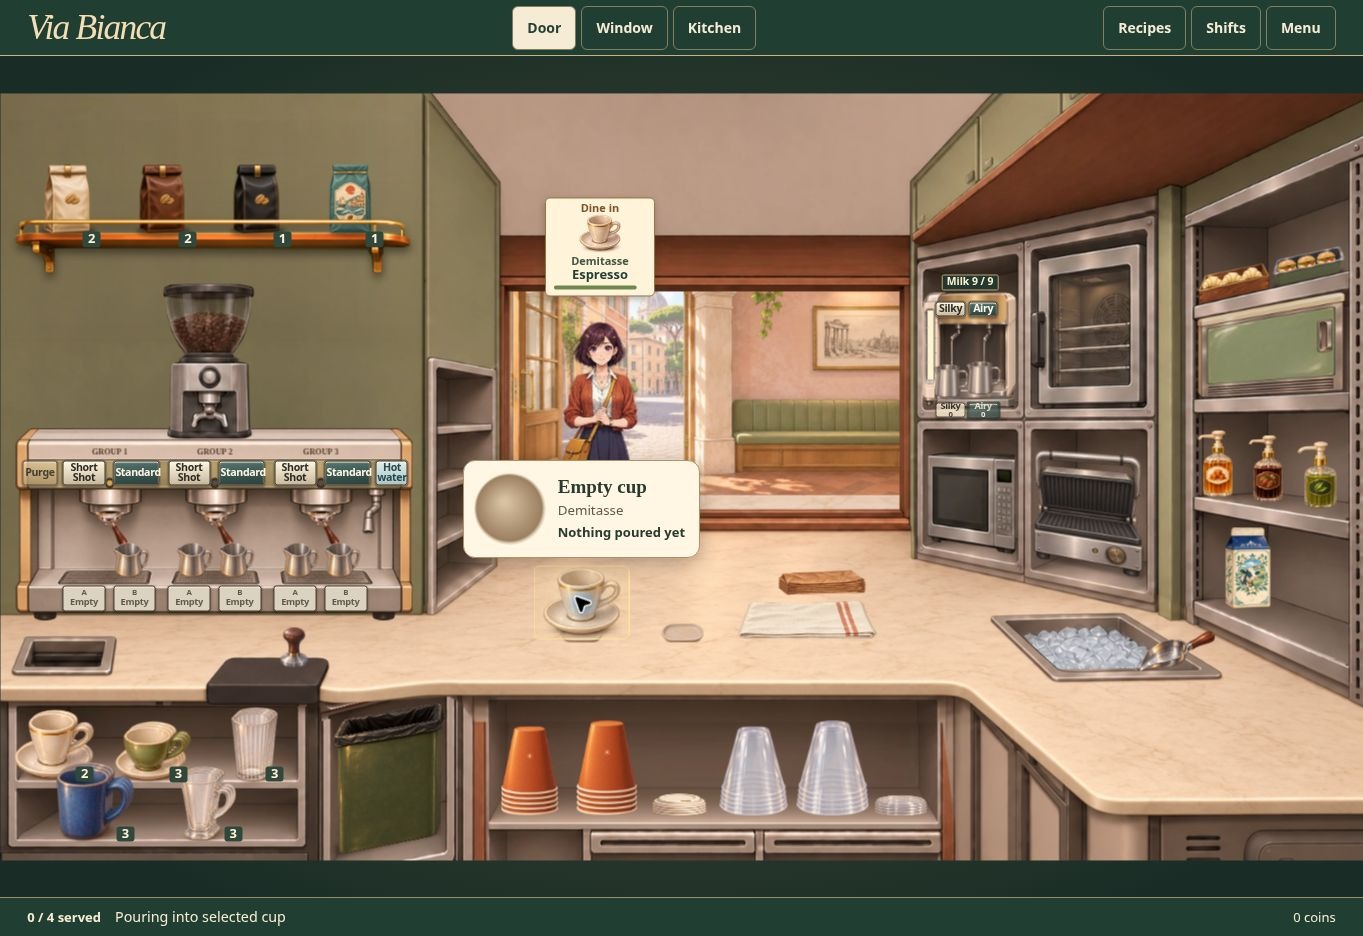 Via Bianca
Door
Window
Kitchen
Recipes
Shifts
Menu
2
2
1
1
Dine in
Demitasse
Espresso
Milk 9 / 9
Silky
Airy
Silky
0
Airy
0
GROUP 1
GROUP 2
GROUP 3
Purge
Short
Shot
Standard
Short
Shot
Standard
Short
Shot
Standard
Hot
water
A
Empty
B
Empty
A
Empty
B
Empty
A
Empty
B
Empty
Empty cup
Demitasse
Nothing poured yet
2
3
3
3
3
0 / 4 served
Pouring into selected cup
0 coins